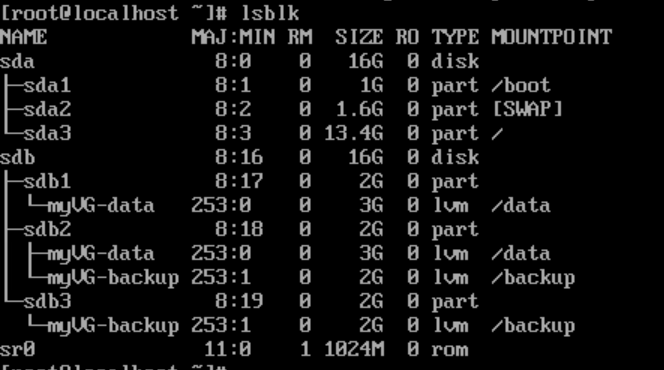 [root@localhost ~]# lsblk
NAME MAJ:MIN RM SIZE RO TYPE MOUNTPOINT
sda 8:0 0 16G 0 disk
├─sda1 8:1 0 1G 0 part /boot
├─sda2 8:2 0 1.6G 0 part [SWAP]
└─sda3 8:3 0 13.4G 0 part /
sdb 8:16 0 16G 0 disk
├─sdb1 8:17 0 2G 0 part
│ └─myVG-data 253:0 0 3G 0 lvm /data
├─sdb2 8:18 0 2G 0 part
│ ├─myVG-data 253:0 0 3G 0 lvm /data
│ └─myVG-backup 253:1 0 2G 0 lvm /backup
└─sdb3 8:19 0 2G 0 part
  └─myVG-backup 253:1 0 2G 0 lvm /backup
sr0 11:0 1 1024M 0 rom
[root@localhost ~]#